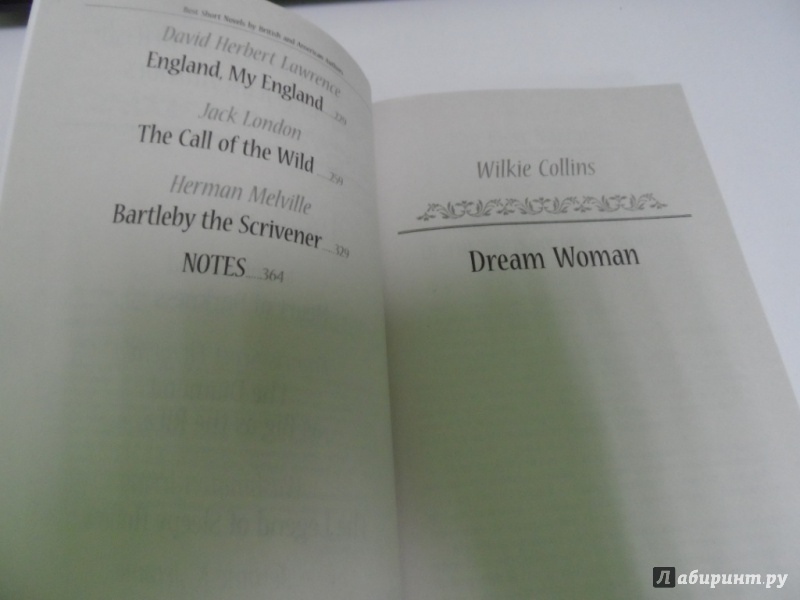 Best Short Novels by British and American Authors
David Herbert Lawrence
England, My England
Jack London
The Call of the Wild
Herman Melville
Bartleby the Scrivener.....329
NOTES.....364
Wilkie Collins
Dream Woman
Лабиринт.ру